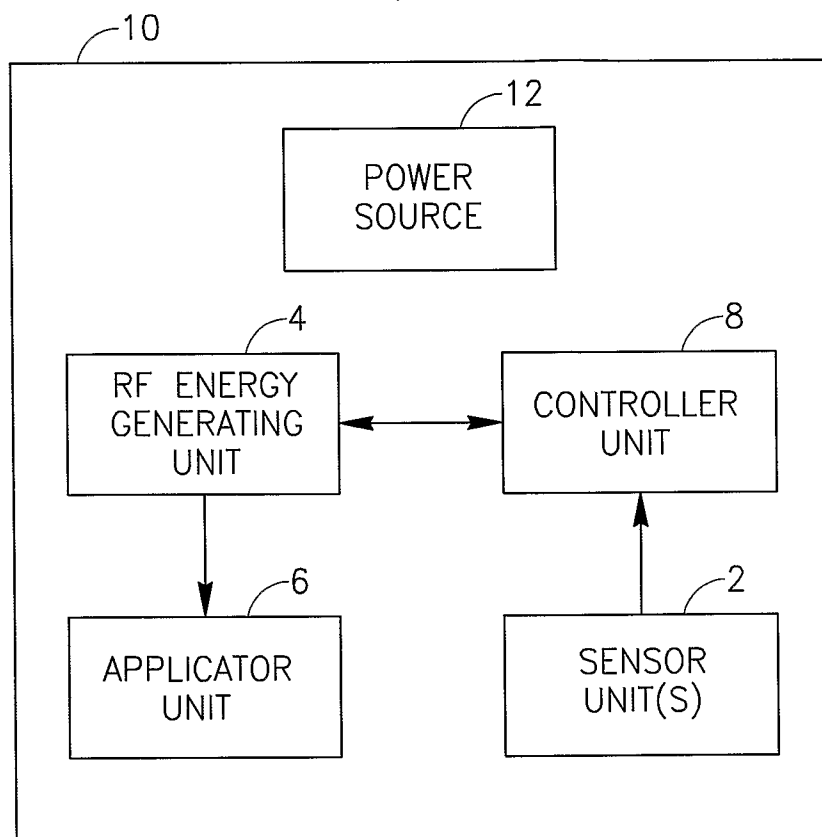 10
12
POWER
SOURCE
4
RF ENERGY
GENERATING
UNIT
8
CONTROLLER
UNIT
6
APPLICATOR
UNIT
2
SENSOR
UNIT(S)